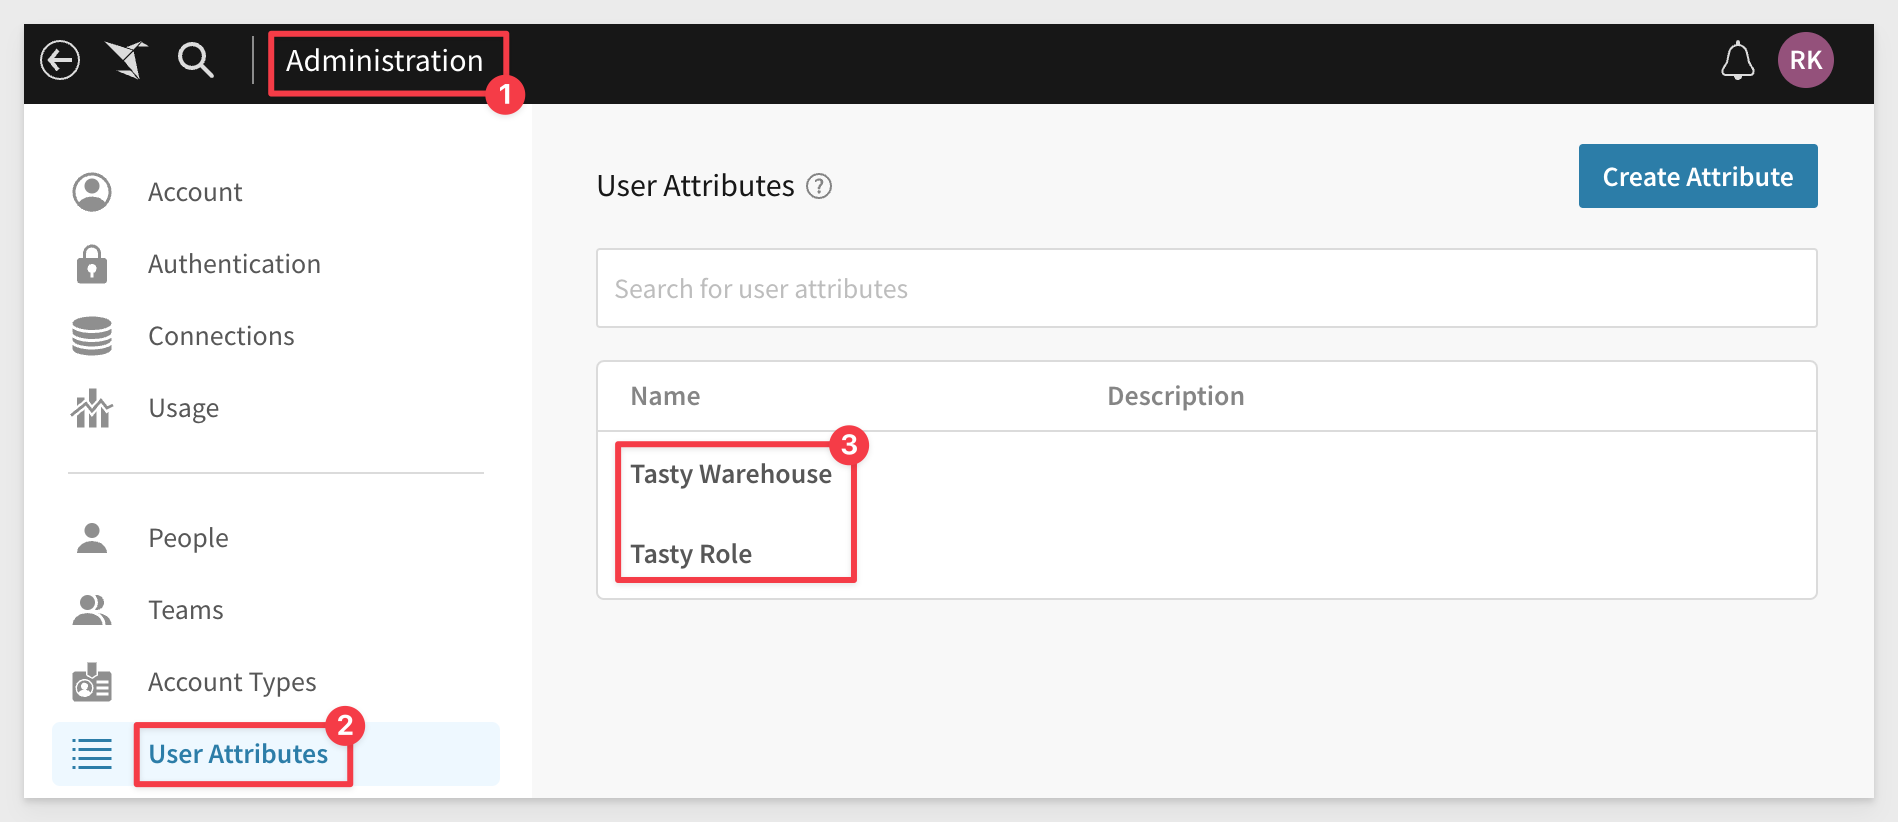 Administration
1
RK
Account
Authentication
Connections
Usage
People
Teams
Account Types
User Attributes
2
User Attributes ?
Create Attribute
Search for user attributes
Name Description
3
Tasty Warehouse
Tasty Role